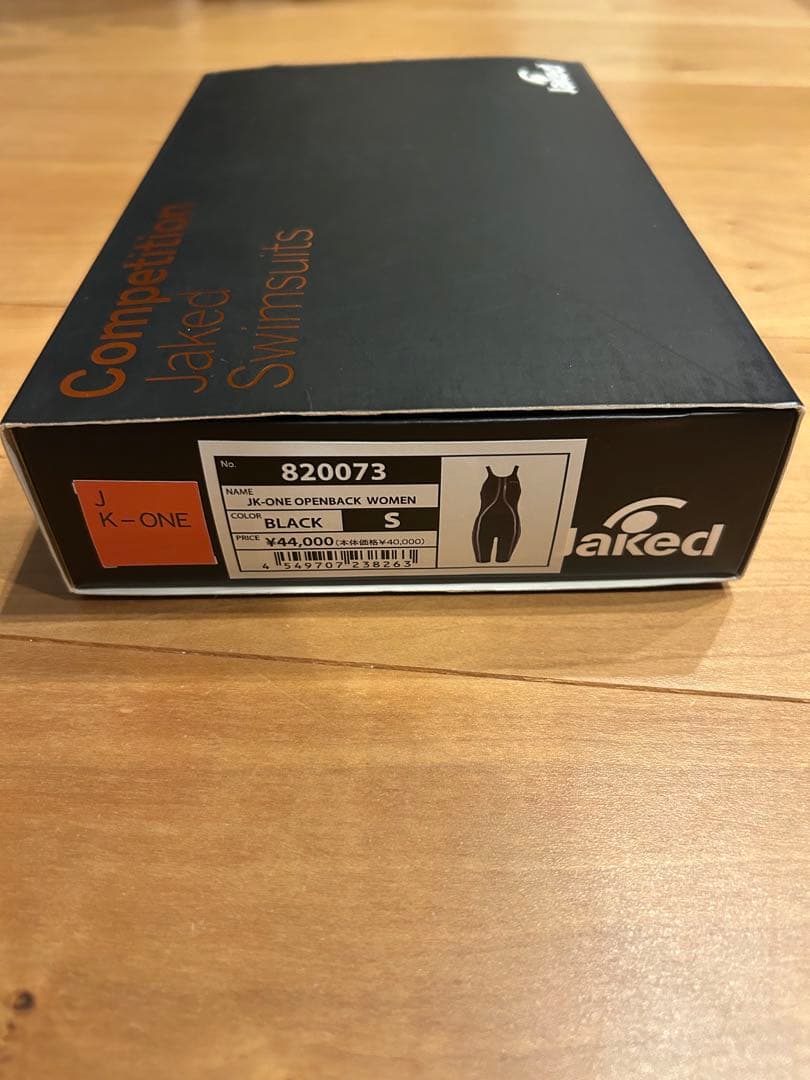 Jaked
Competition
Jaked
Swimsuits
J
K-ONE
No. 820073
NAME JK-ONE OPENBACK WOMEN
COLOR BLACK S
PRICE ¥44,000(本体価格¥40,000)
4 549707 238263
Jaked